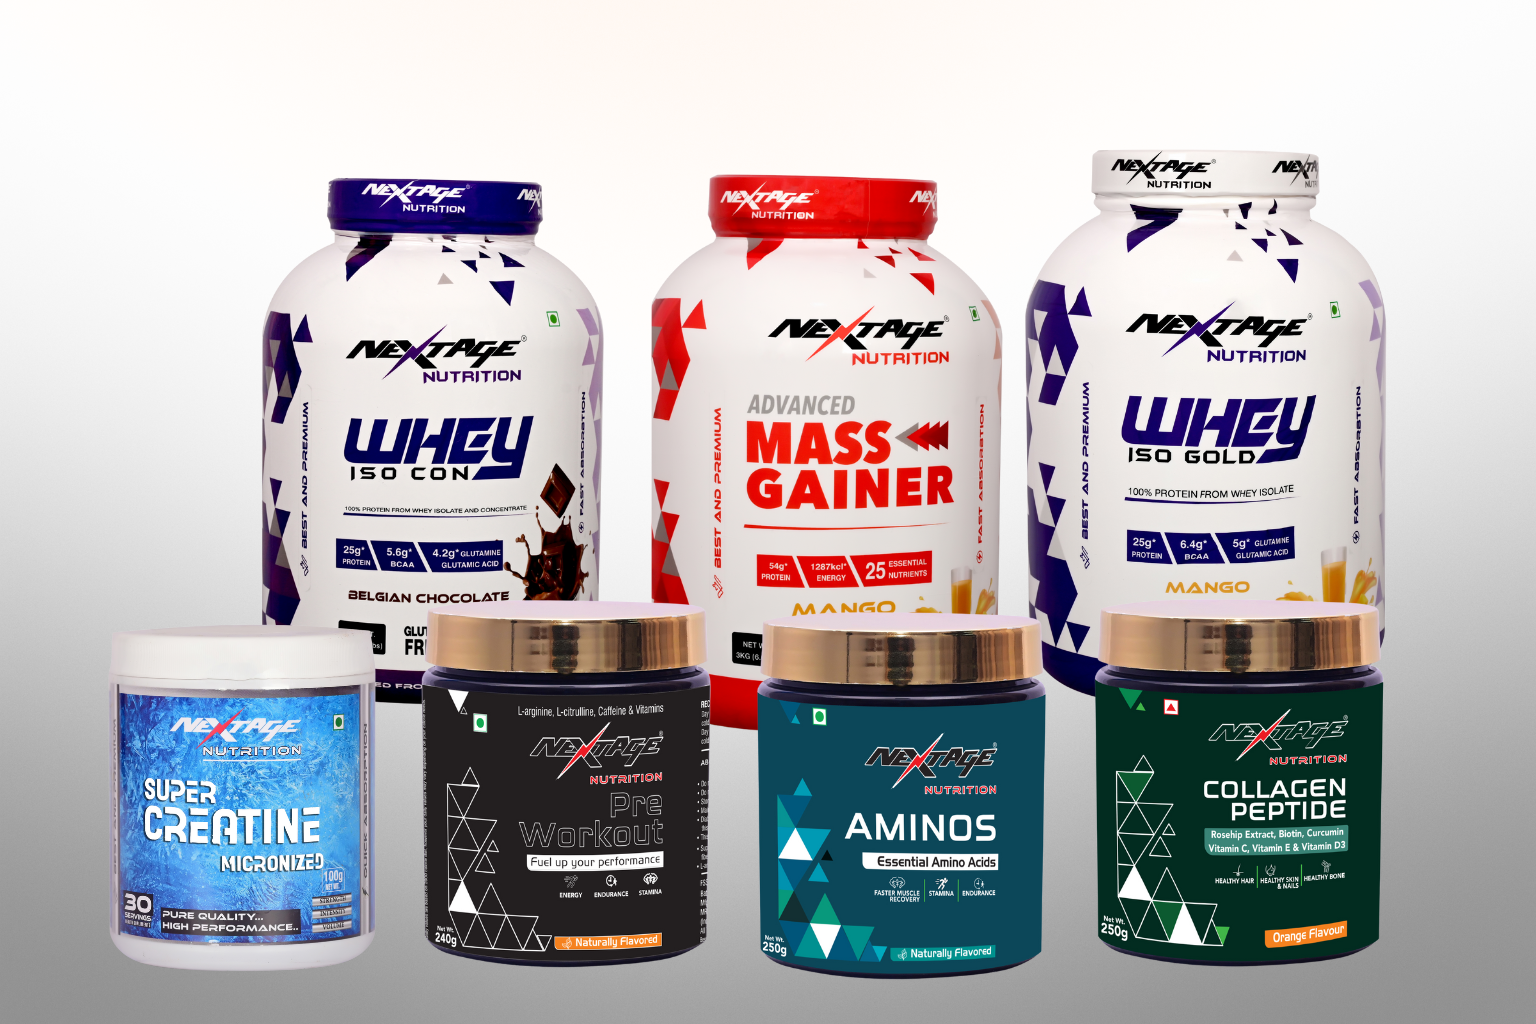 NEXTAGE®
NUTRITION
NEXTAGE®
NUTRITION
WHEY
ISO CON
100% PROTEIN FROM WHEY ISOLATE AND CONCENTRATE
25g* PROTEIN
5.6g* BCAA
4.2g* GLUTAMINE GLUTAMIC ACID
BELGIAN CHOCOLATE
BEST AND PREMIUM
FAST ABSORBTION
NEXTAGE®
NUTRITION
NEXTAGE®
NUTRITION
ADVANCED
MASS
GAINER
54g* PROTEIN
1287kcl* ENERGY
25 ESSENTIAL NUTRIENTS
MANGO
BEST AND PREMIUM
FAST ABSORBTION
NET
3KG
NEXTAGE®
NUTRITION
NEXTAGE®
NUTRITION
WHEY
ISO GOLD
100% PROTEIN FROM WHEY ISOLATE
25g* PROTEIN
6.4g* BCAA
5g* GLUTAMINE GLUTAMIC ACID
MANGO
BEST AND PREMIUM
FAST ABSORBTION
NEXTAGE
NUTRITION
SUPER
CREATINE
MICRONIZED
100g
30
SERVINGS
PURE QUALITY...
HIGH PERFORMANCE..
QUICK ABSORPTION
L-arginine, L-citrulline, Caffeine & Vitamins
NEXTAGE®
NUTRITION
Pre
Workout
Fuel up your performance
ENERGY
ENDURANCE
STAMINA
Net Wt.
240g
Naturally Flavored
NEXTAGE®
NUTRITION
AMINOS
Essential Amino Acids
FASTER MUSCLE
RECOVERY
STAMINA
ENDURANCE
Net Wt.
250g
Naturally Flavored
NEXTAGE®
NUTRITION
COLLAGEN
PEPTIDE
Rosehip Extract, Biotin, Curcumin
Vitamin C, Vitamin E & Vitamin D3
HEALTHY HAIR
HEALTHY SKIN
& NAILS
HEALTHY BONE
Net Wt.
250g
Orange Flavour